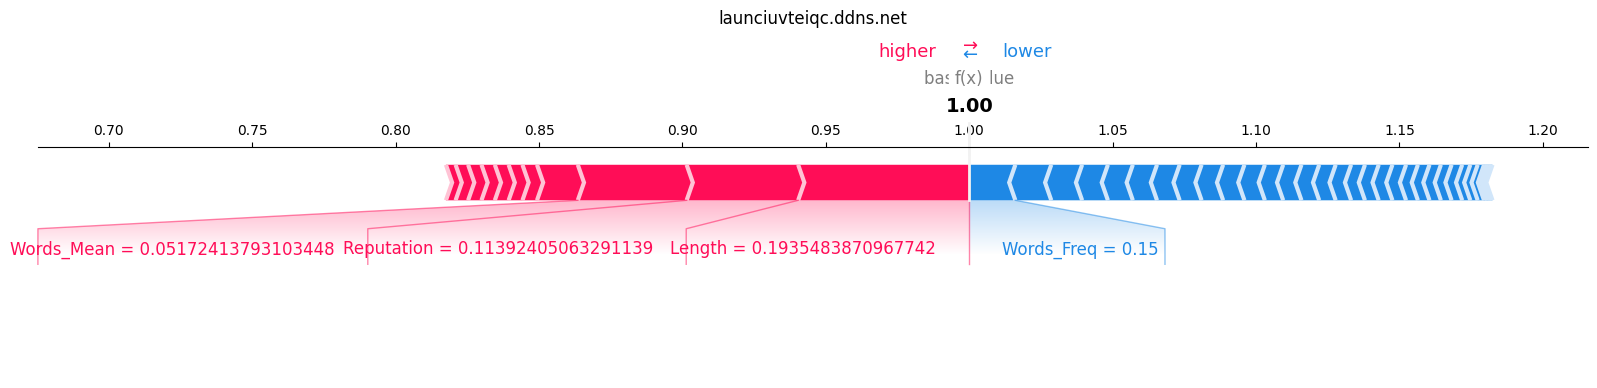 launciuvteiqc.ddns.net
higher ⇄ lower
f(x)
1.00
0.70 0.75 0.80 0.85 0.90 0.95 1.00 1.05 1.10 1.15 1.20
Words_Mean = 0.05172413793103448 Reputation = 0.11392405063291139 Length = 0.1935483870967742 Words_Freq = 0.15